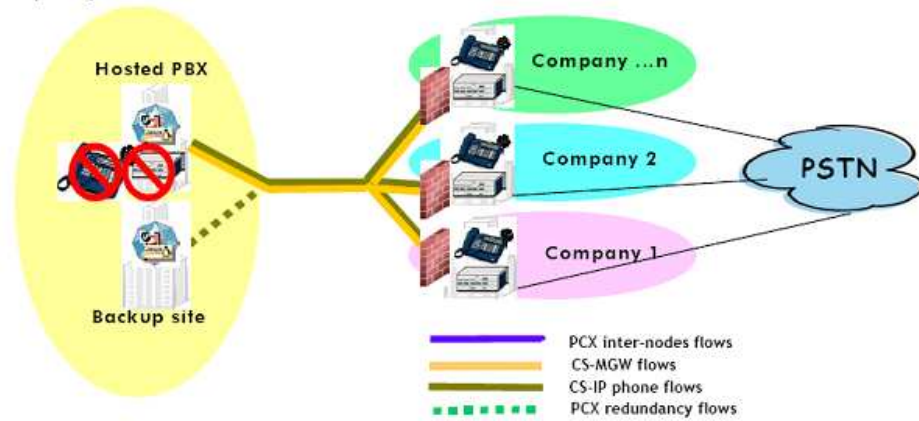 Hosted PBX
Backup site
Company ...n
Company 2
Company 1
PSTN
PCX inter-nodes flows
CS-MGW flows
CS-IP phone flows
PCX redundancy flows